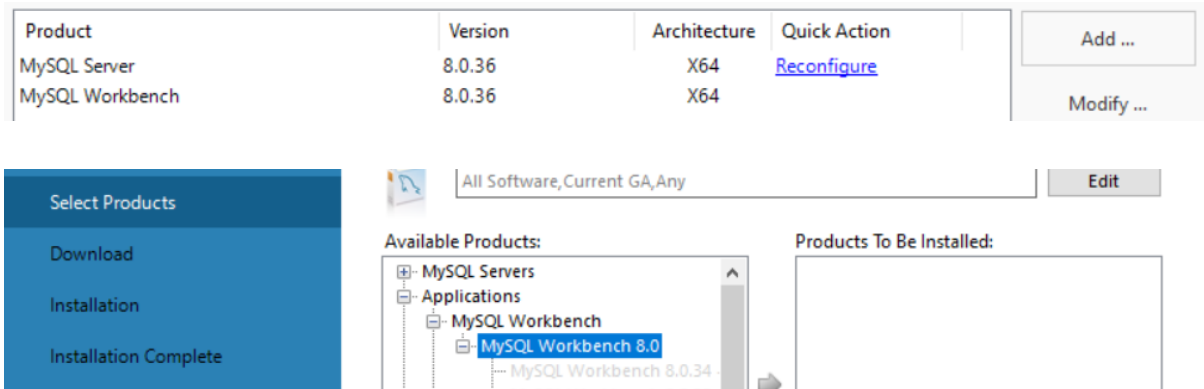 Product Version Architecture Quick Action
Add ...
MySQL Server 8.0.36 X64 Reconfigure
MySQL Workbench 8.0.36 X64
Modify ...
All Software,Current GA,Any Edit
Select Products
Download
Installation
Installation Complete
Available Products:
MySQL Servers
Applications
MySQL Workbench
MySQL Workbench 8.0
MySQL Workbench 8.0.34 -
Products To Be Installed: